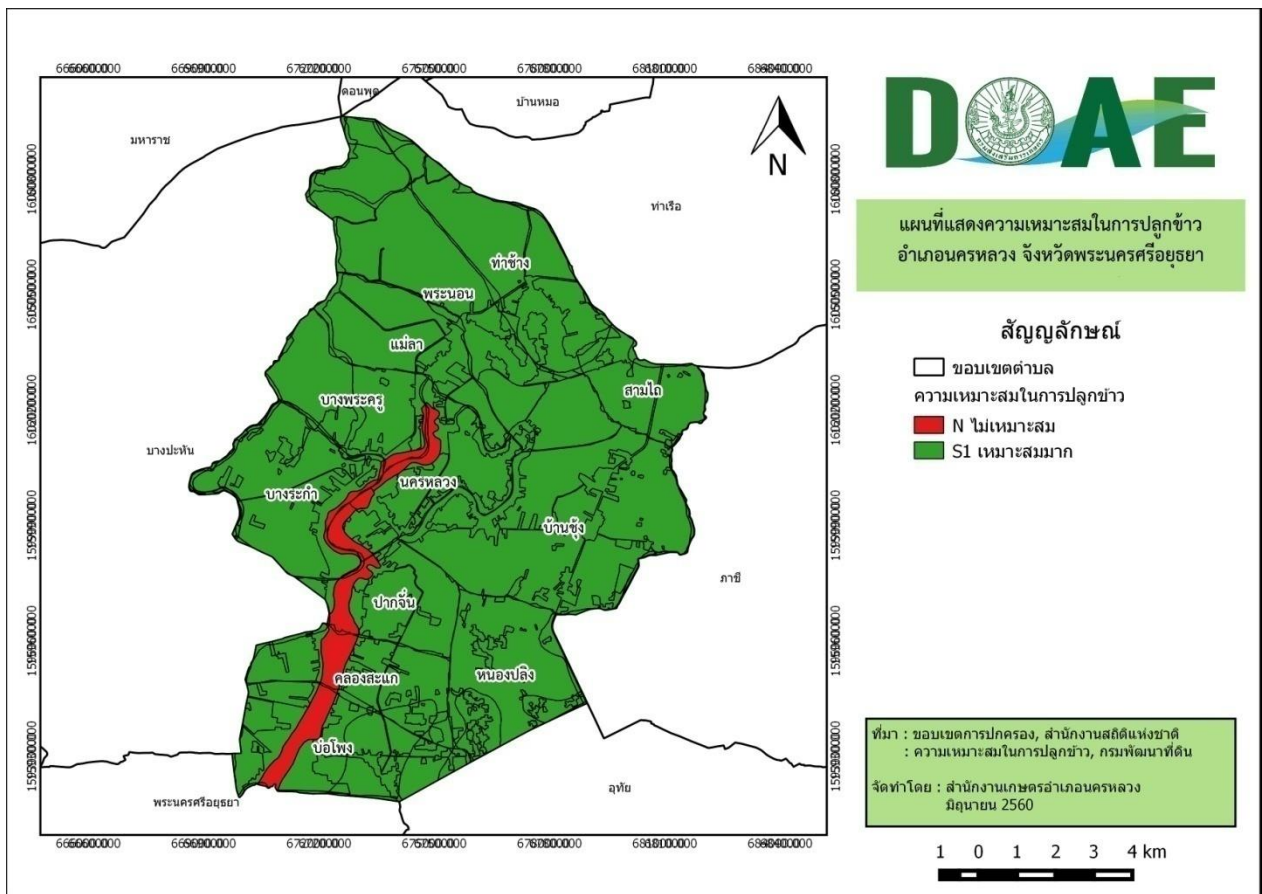 DOAE
แผนที่แสดงความเหมาะสมในการปลูกข้าว
อำเภอนครหลวง จังหวัดพระนครศรีอยุธยา
สัญญลักษณ์
ขอบเขตตำบล
ความเหมาะสมในการปลูกข้าว
N ไม่เหมาะสม
S1 เหมาะสมมาก
ที่มา : ขอบเขตการปกครอง, สำนักงานสถิติแห่งชาติ
: ความเหมาะสมในการปลูกข้าว, กรมพัฒนาที่ดิน
จัดทำโดย : สำนักงานเกษตรอำเภอนครหลวง
มิถุนายน 2560
1 0 1 2 3 4 km
N
ดอนพุด
บ้านหมอ
มหาราช
ท่าเรือ
ท่าช้าง
พระนอน
แม่ลา
สามไถ
บางพระครู
บางปะหัน
นครหลวง
บางระกำ
บ้านชุ้ง
ภาชี
ปากจั่น
คลองสะแก
หนองปลิง
บ่อโพง
อุทัย
พระนครศรีอยุธยา